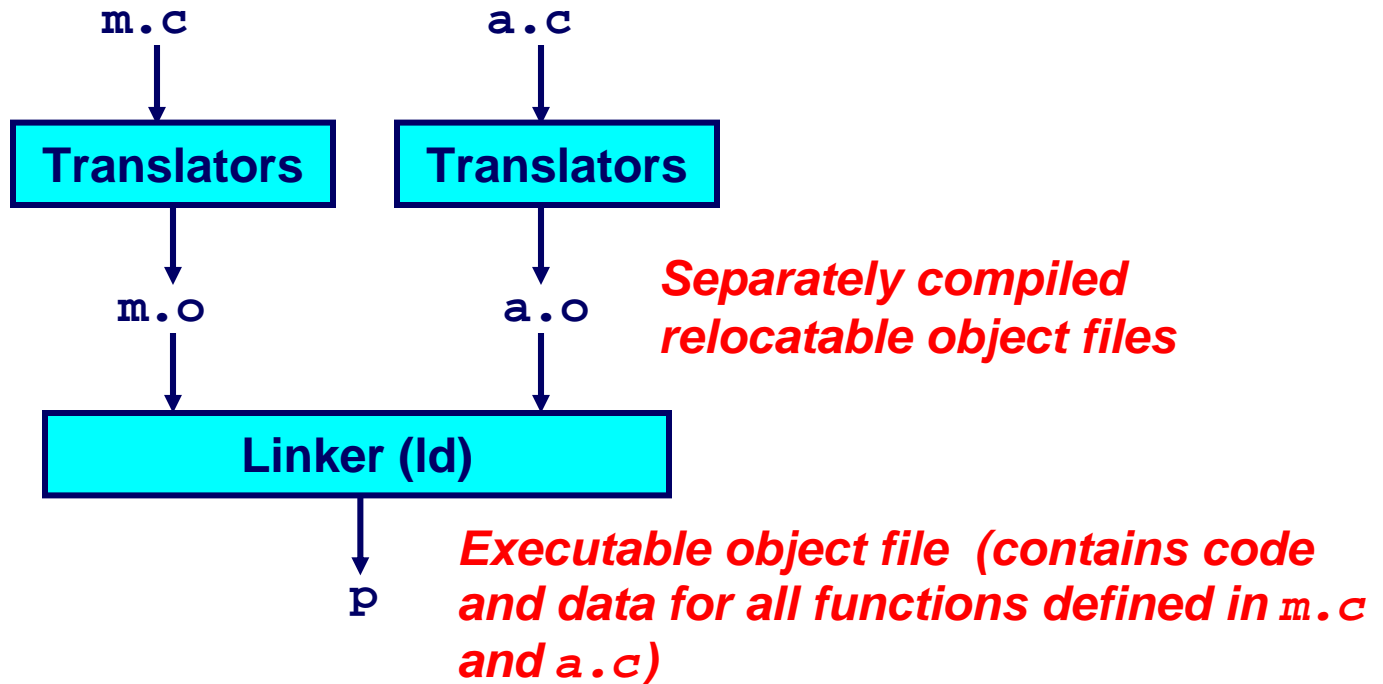 m.c a.c
Translators Translators
m.o a.o
Separately compiled
relocatable object files
Linker (ld)
p
Executable object file (contains code
and data for all functions defined in m.c
and a.c)